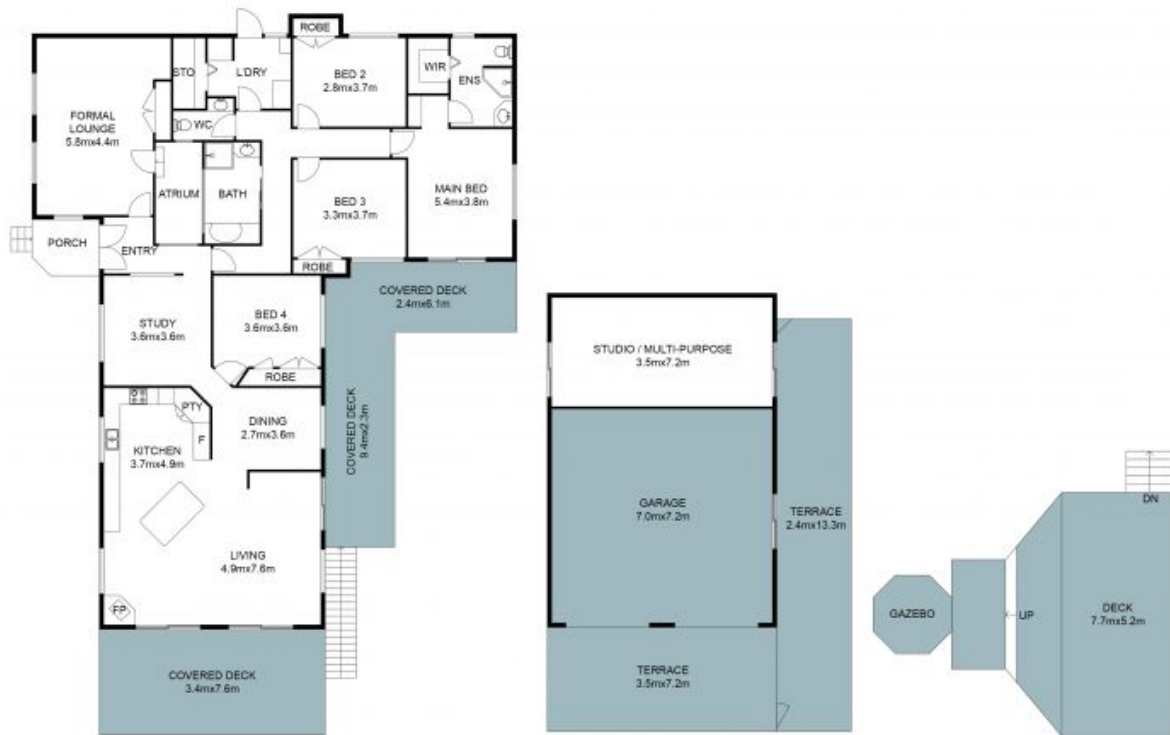 ROBE
STO
L'DRY
BED 2
2.8mx3.7m
WIR
ENS
FORMAL
LOUNGE
5.8mx4.4m
WC
ATRIUM
BATH
BED 3
3.3mx3.7m
MAIN BED
5.4mx3.8m
PORCH
ENTRY
ROBE
COVERED DECK
2.4mx6.1m
STUDY
3.6mx3.6m
BED 4
3.6mx3.6m
ROBE
PTY
F
DINING
2.7mx3.6m
KITCHEN
3.7mx4.9m
COVERED DECK
9.4mx2.3m
LIVING
4.9mx7.6m
FP
COVERED DECK
3.4mx7.6m
STUDIO / MULTI-PURPOSE
3.5mx7.2m
GARAGE
7.0mx7.2m
TERRACE
2.4mx13.3m
TERRACE
3.5mx7.2m
DN
GAZEBO
UP
DECK
7.7mx5.2m